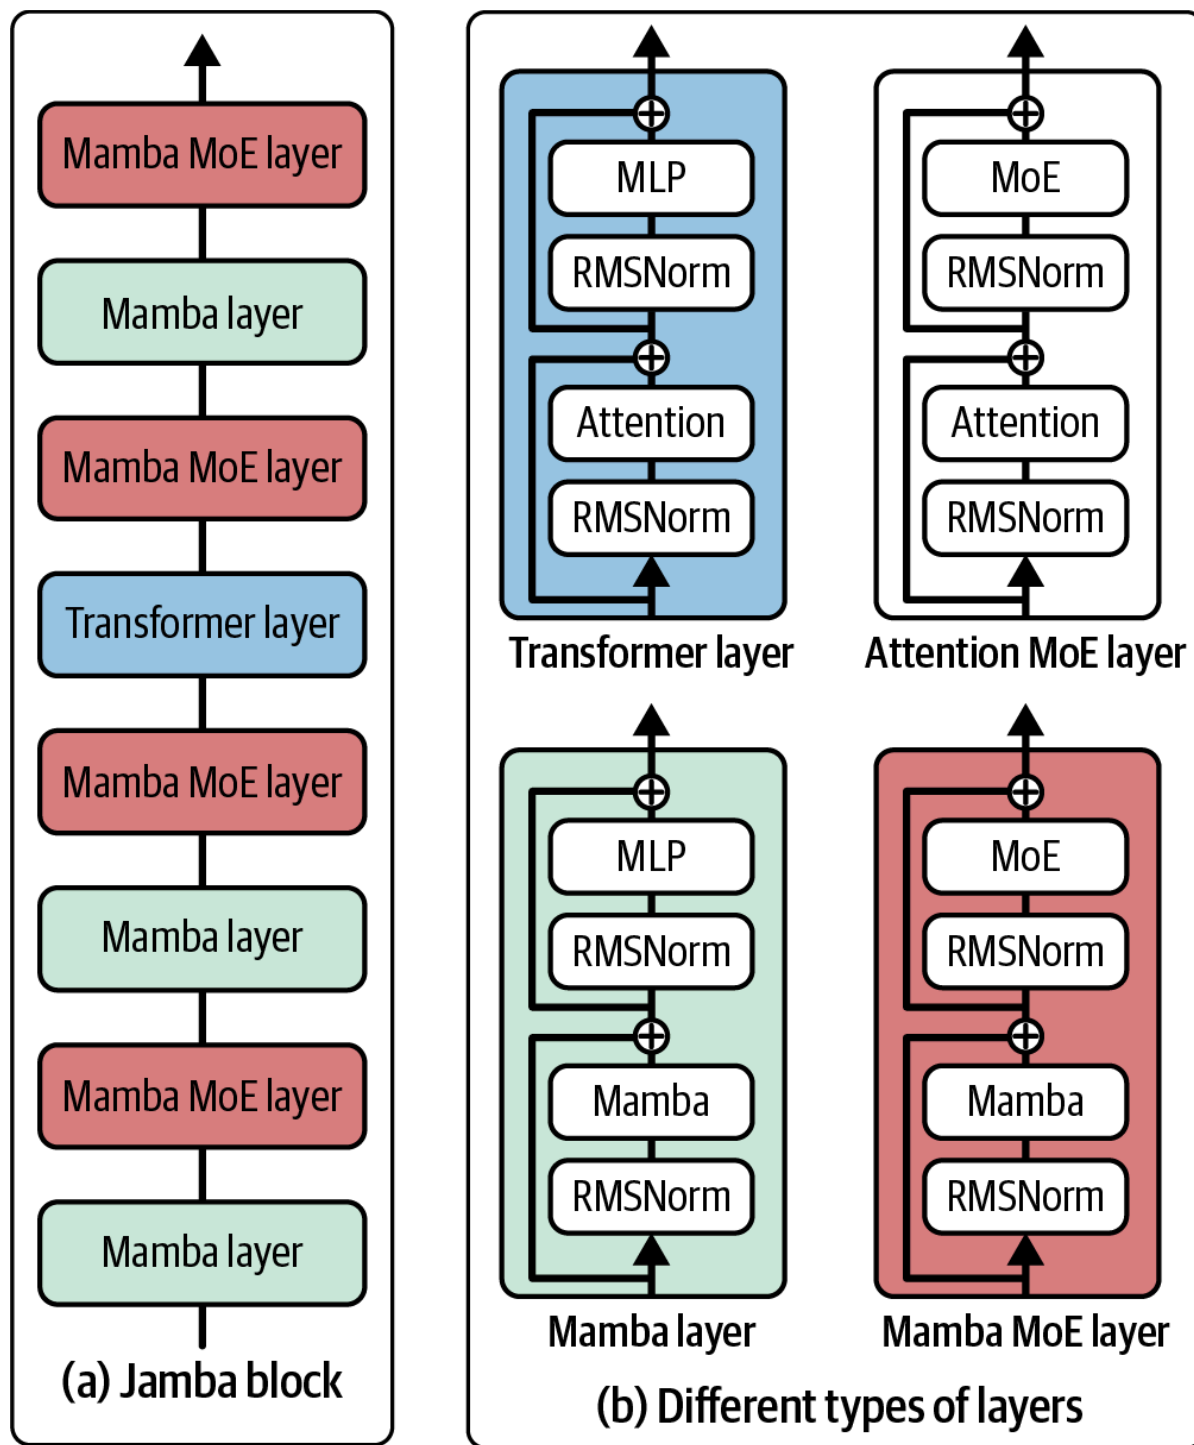 Mamba MoE layer
Mamba layer
Mamba MoE layer
Transformer layer
Mamba MoE layer
Mamba layer
Mamba MoE layer
Mamba layer
(a) Jamba block
MLP
RMSNorm
Attention
RMSNorm
Transformer layer
MoE
RMSNorm
Attention
RMSNorm
Attention MoE layer
MLP
RMSNorm
Mamba
RMSNorm
Mamba layer
MoE
RMSNorm
Mamba
RMSNorm
Mamba MoE layer
(b) Different types of layers